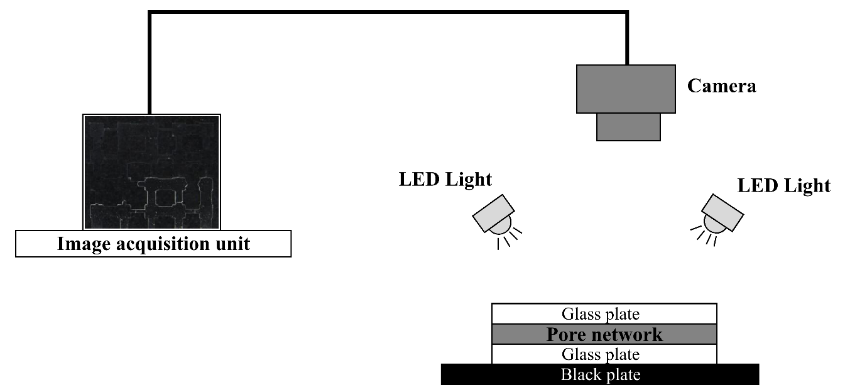 Camera
LED Light
LED Light
Image acquisition unit
Glass plate
Pore network
Glass plate
Black plate